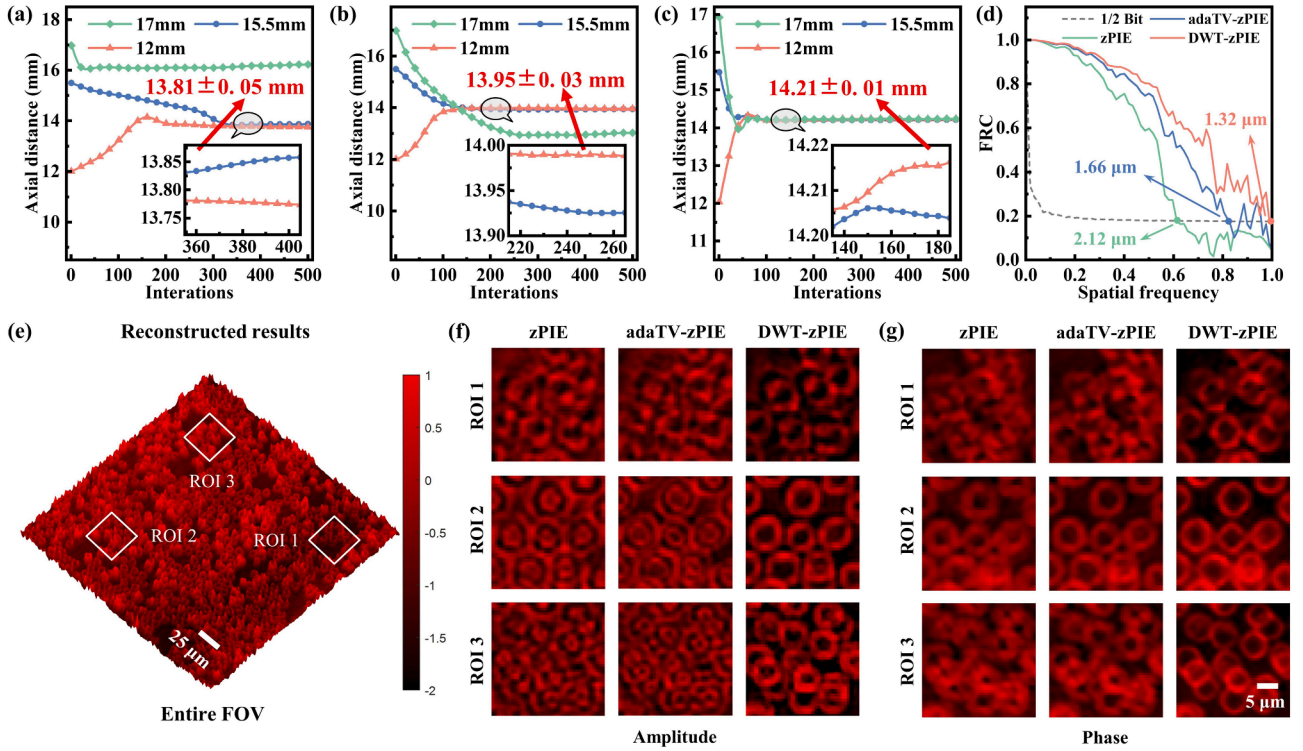 (a)
17mm 15.5mm
12mm
13.81±0.05 mm
Axial distance (mm)
18
16
14
12
10
13.85
13.80
13.75
360 380 400
0 100 200 300 400 500
Interations
(b)
17mm 15.5mm
12mm
13.95±0.03 mm
Axial distance (mm)
18
16
14
12
10
14.00
13.95
13.90
220 240 260
0 100 200 300 400 500
Interations
(c)
17mm 15.5mm
12mm
14.21±0.01 mm
Axial distance (mm)
17
16
15
14
13
12
11
14.22
14.21
14.20
140 160 180
0 100 200 300 400 500
Interations
(d)
1/2 Bit adaTV-zPIE
zPIE DWT-zPIE
1.32 μm
1.66 μm
2.12 μm
FRC
1.0
0.8
0.6
0.4
0.2
0.0
0.0 0.2 0.4 0.6 0.8 1.0
Spatial frequency
(e)
Reconstructed results
ROI 3
ROI 2
ROI 1
25 μm
1
0.5
0
-0.5
-1
-1.5
-2
Entire FOV
(f)
zPIE adaTV-zPIE DWT-zPIE
ROI 1
ROI 2
ROI 3
Amplitude
(g)
zPIE adaTV-zPIE DWT-zPIE
ROI 1
ROI 2
ROI 3
5 μm
Phase